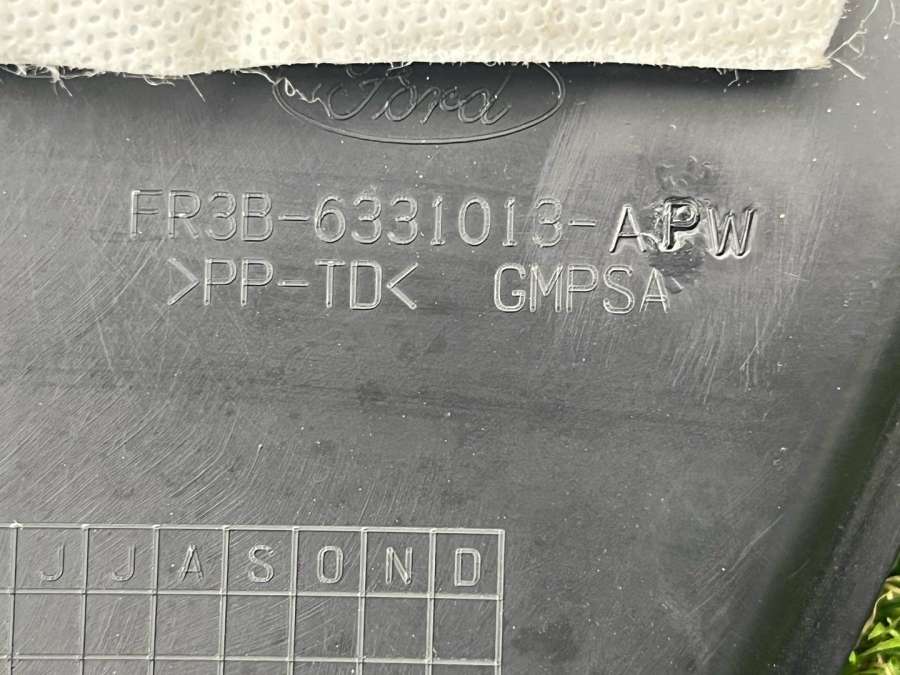 Ford
FR3B-6331013-APW
>PP-TD< GMPSA
J J A S O N D